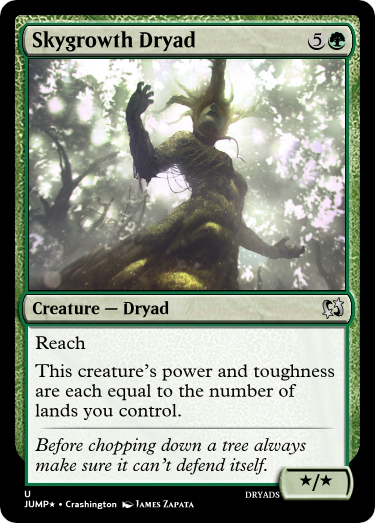 Skygrowth Dryad 5
Creature — Dryad
Reach
This creature's power and toughness
are each equal to the number of
lands you control.
Before chopping down a tree always
make sure it can't defend itself.
★/★
U
JUMP★ • Crashington James Zapata
DRYADS